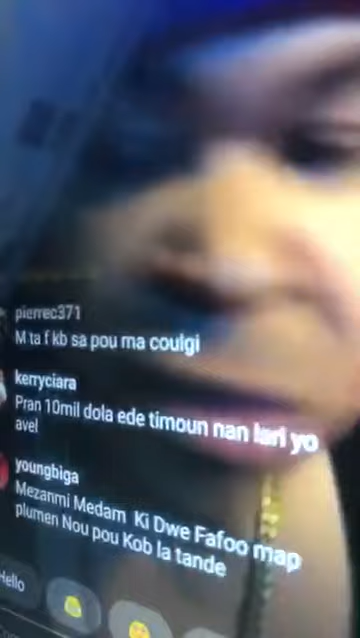 pierrec371
M ta f kb sa pou ma coulgi
kerryciara
Pran 10mil dola ede timoun nan lari yo
avel
youngbiga
Mezanmi Medam Ki Dwe Fafoo map
plumen Nou pou Kob la tande
Hello